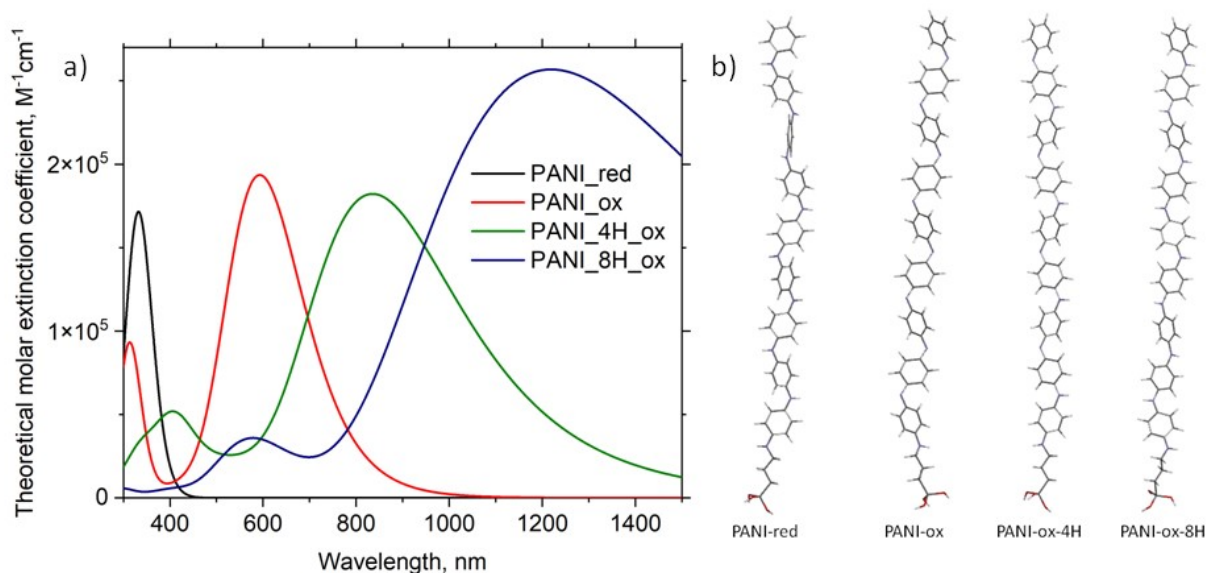 a)
Theoretical molar extinction coefficient, M⁻¹cm⁻¹
2×10⁵
1×10⁵
0
PANI_red
PANI_ox
PANI_4H_ox
PANI_8H_ox
400 600 800 1000 1200 1400
Wavelength, nm
b)
PANI-red PANI-ox PANI-ox-4H PANI-ox-8H